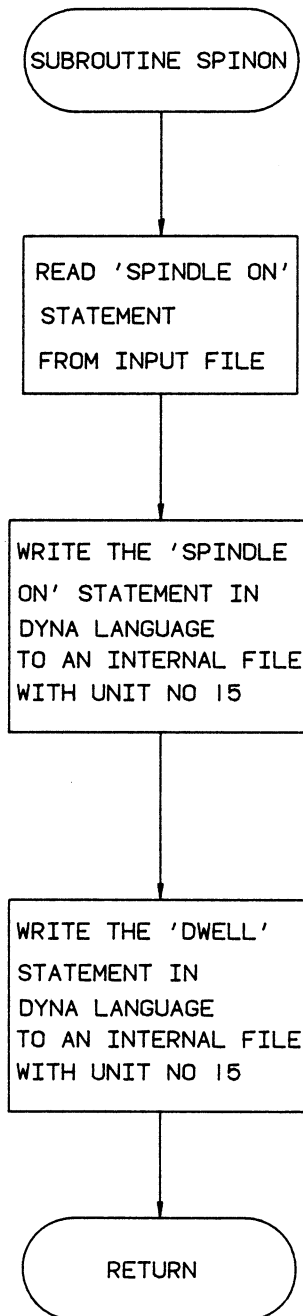 SUBROUTINE SPINON
READ 'SPINDLE ON'
STATEMENT
FROM INPUT FILE
WRITE THE 'SPINDLE
ON' STATEMENT IN
DYNA LANGUAGE
TO AN INTERNAL FILE
WITH UNIT NO 15
WRITE THE 'DWELL'
STATEMENT IN
DYNA LANGUAGE
TO AN INTERNAL FILE
WITH UNIT NO 15
RETURN